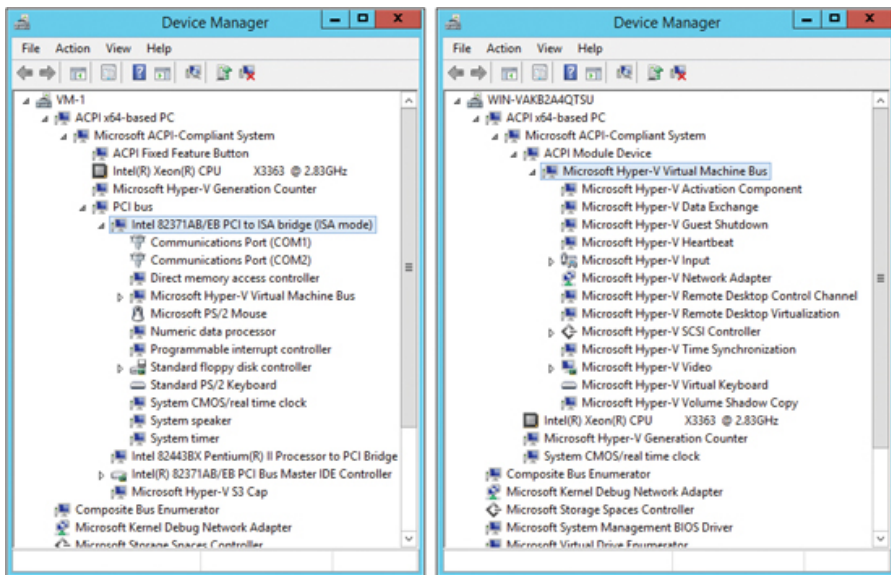 Device Manager
File Action View Help
VM-1
ACPI x64-based PC
Microsoft ACPI-Compliant System
ACPI Fixed Feature Button
Intel(R) Xeon(R) CPU X3363 @ 2.83GHz
Microsoft Hyper-V Generation Counter
PCI bus
Intel 82371AB/EB PCI to ISA bridge (ISA mode)
Communications Port (COM1)
Communications Port (COM2)
Direct memory access controller
Microsoft Hyper-V Virtual Machine Bus
Microsoft PS/2 Mouse
Numeric data processor
Programmable interrupt controller
Standard floppy disk controller
Standard PS/2 Keyboard
System CMOS/real time clock
System speaker
System timer
Intel 82443BX Pentium(R) II Processor to PCI Bridge
Intel(R) 82371AB/EB PCI Bus Master IDE Controller
Microsoft Hyper-V S3 Cap
Composite Bus Enumerator
Microsoft Kernel Debug Network Adapter
Microsoft Storage Spaces Controller
Device Manager
File Action View Help
WIN-VAKB2A4QTSU
ACPI x64-based PC
Microsoft ACPI-Compliant System
ACPI Module Device
Microsoft Hyper-V Virtual Machine Bus
Microsoft Hyper-V Activation Component
Microsoft Hyper-V Data Exchange
Microsoft Hyper-V Guest Shutdown
Microsoft Hyper-V Heartbeat
Microsoft Hyper-V Input
Microsoft Hyper-V Network Adapter
Microsoft Hyper-V Remote Desktop Control Channel
Microsoft Hyper-V Remote Desktop Virtualization
Microsoft Hyper-V SCSI Controller
Microsoft Hyper-V Time Synchronization
Microsoft Hyper-V Video
Microsoft Hyper-V Virtual Keyboard
Microsoft Hyper-V Volume Shadow Copy
Intel(R) Xeon(R) CPU X3363 @ 2.83GHz
Microsoft Hyper-V Generation Counter
System CMOS/real time clock
Composite Bus Enumerator
Microsoft Kernel Debug Network Adapter
Microsoft Storage Spaces Controller
Microsoft System Management BIOS Driver
Microsoft Virtual Drive Enumerator